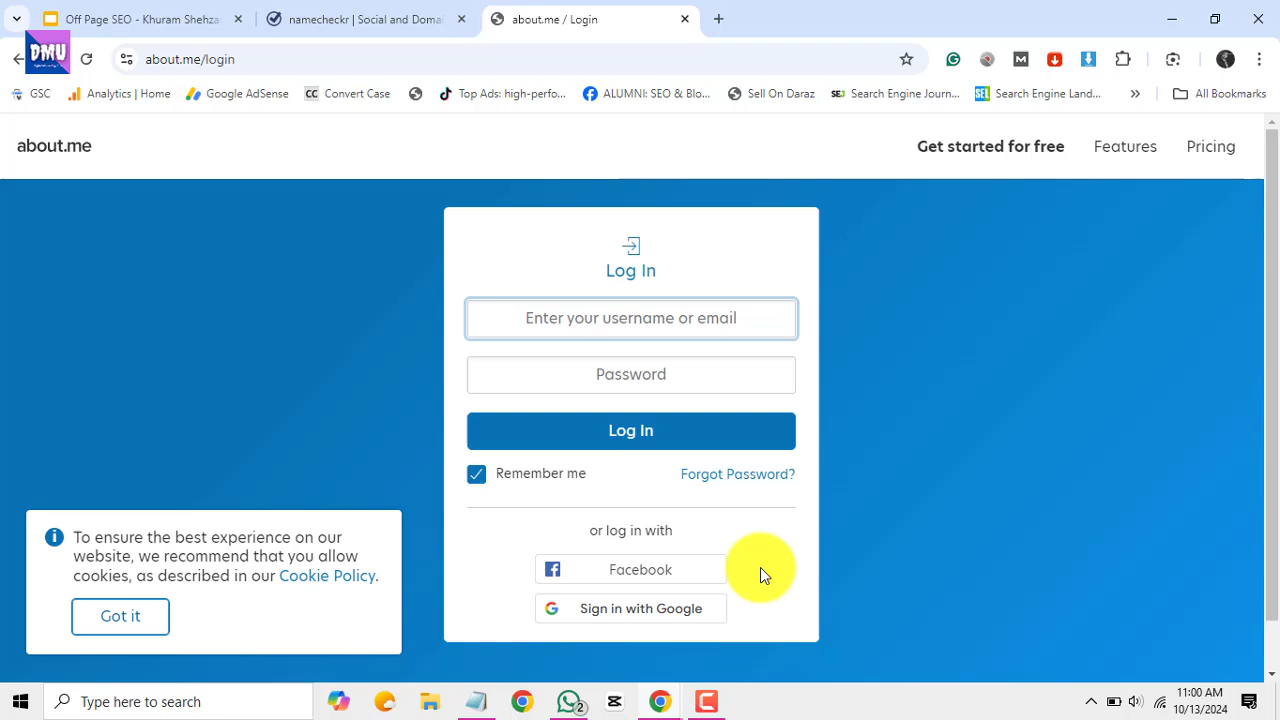 Off Page SEO - Khuram Shehza
namecheckr | Social and Doma
about.me / Login
DMU
about.me/login
GSC
Analytics | Home
Google AdSense
CC Convert Case
Top Ads: high-perfo...
ALUMNI: SEO & Blo...
Sell On Daraz
SEJ Search Engine Journ...
SEL Search Engine Land...
All Bookmarks
about.me
Get started for free
Features
Pricing
Log In
Enter your username or email
Password
Log In
Remember me
Forgot Password?
or log in with
Facebook
Sign in with Google
To ensure the best experience on our
website, we recommend that you allow
cookies, as described in our Cookie Policy.
Got it
Type here to search
2
11:00 AM
10/13/2024